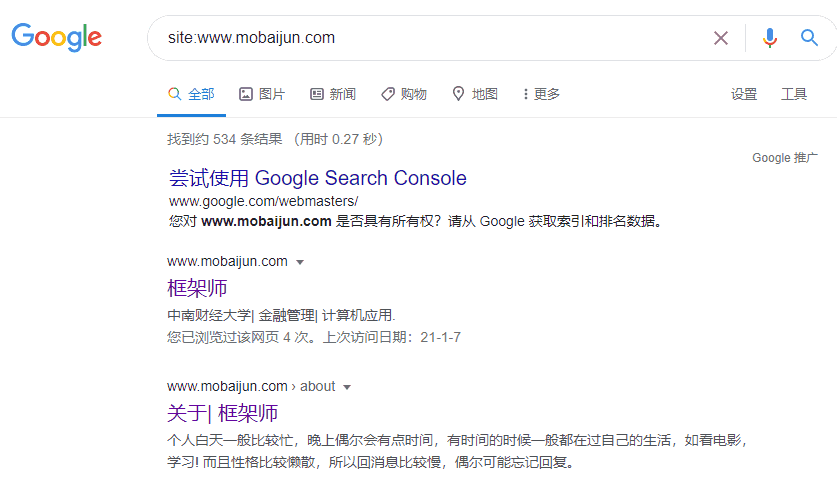 Google
site:www.mobaijun.com
全部 图片 新闻 购物 地图 更多 设置 工具
找到约 534 条结果 （用时 0.27 秒）
Google 推广
尝试使用 Google Search Console
www.google.com/webmasters/
您对 www.mobaijun.com 是否具有所有权？请从 Google 获取索引和排名数据。
www.mobaijun.com
框架师
中南财经大学| 金融管理| 计算机应用.
您已浏览过该网页 4 次。上次访问日期：21-1-7
www.mobaijun.com › about
关于| 框架师
个人白天一般比较忙，晚上偶尔会有点时间，有时间的时候一般都在过自己的生活，如看电影，
学习! 而且性格比较懒散，所以回消息比较慢，偶尔可能忘记回复。